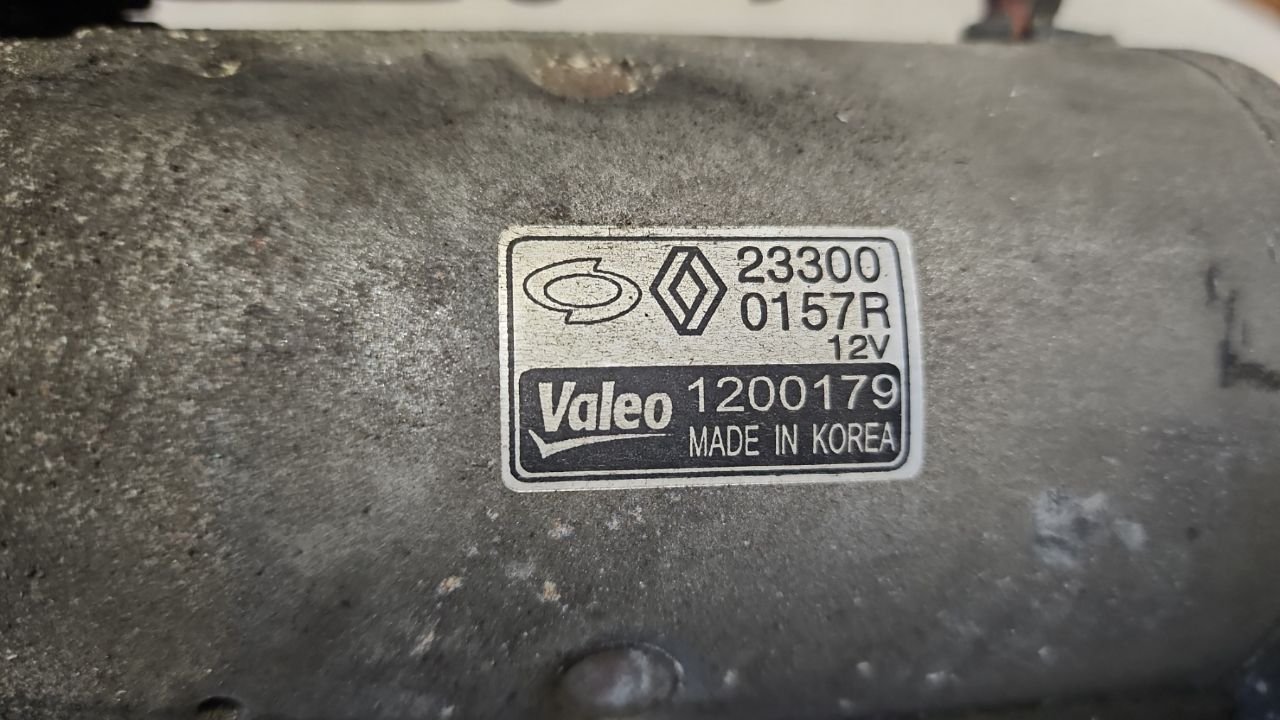 23300
0157R
12V
Valeo 1200179
MADE IN KOREA